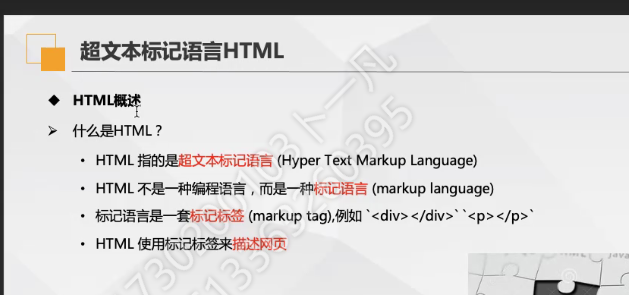 超文本标记语言HTML
◆ HTML概述
➢ 什么是HTML？
• HTML 指的是超文本标记语言 (Hyper Text Markup Language)
• HTML 不是一种编程语言，而是一种标记语言 (markup language)
• 标记语言是一套标记标签 (markup tag),例如 `<div></div>``<p></p>`
• HTML 使用标记标签来描述网页